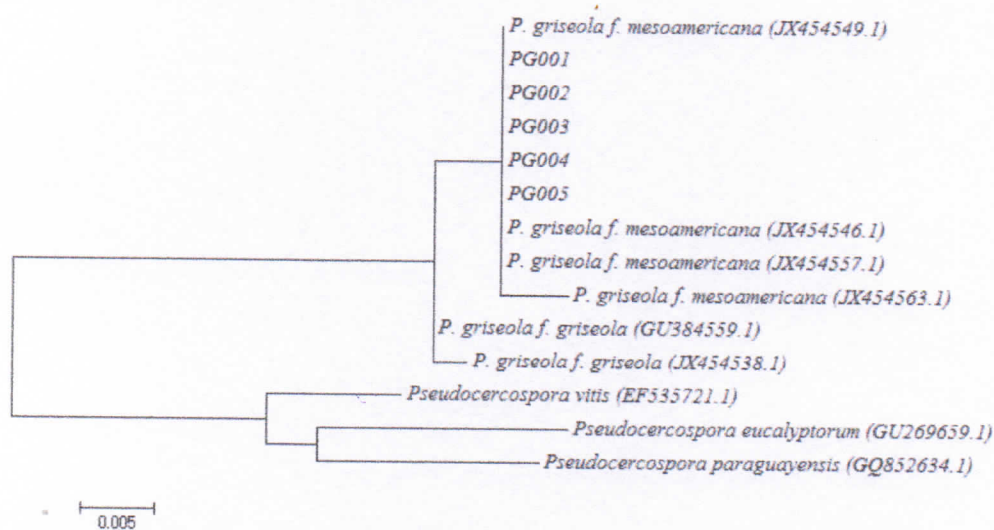 P. griseola f. mesoamericana (JX454549.1)
PG001
PG002
PG003
PG004
PG005
P. griseola f. mesoamericana (JX454546.1)
P. griseola f. mesoamericana (JX454557.1)
P. griseola f. mesoamericana (JX454563.1)
P. griseola f. griseola (GU384559.1)
P. griseola f. griseola (JX454538.1)
Pseudocercospora vitis (EF535721.1)
Pseudocercospora eucalyptorum (GU269659.1)
Pseudocercospora paraguayensis (GQ852634.1)
0.005